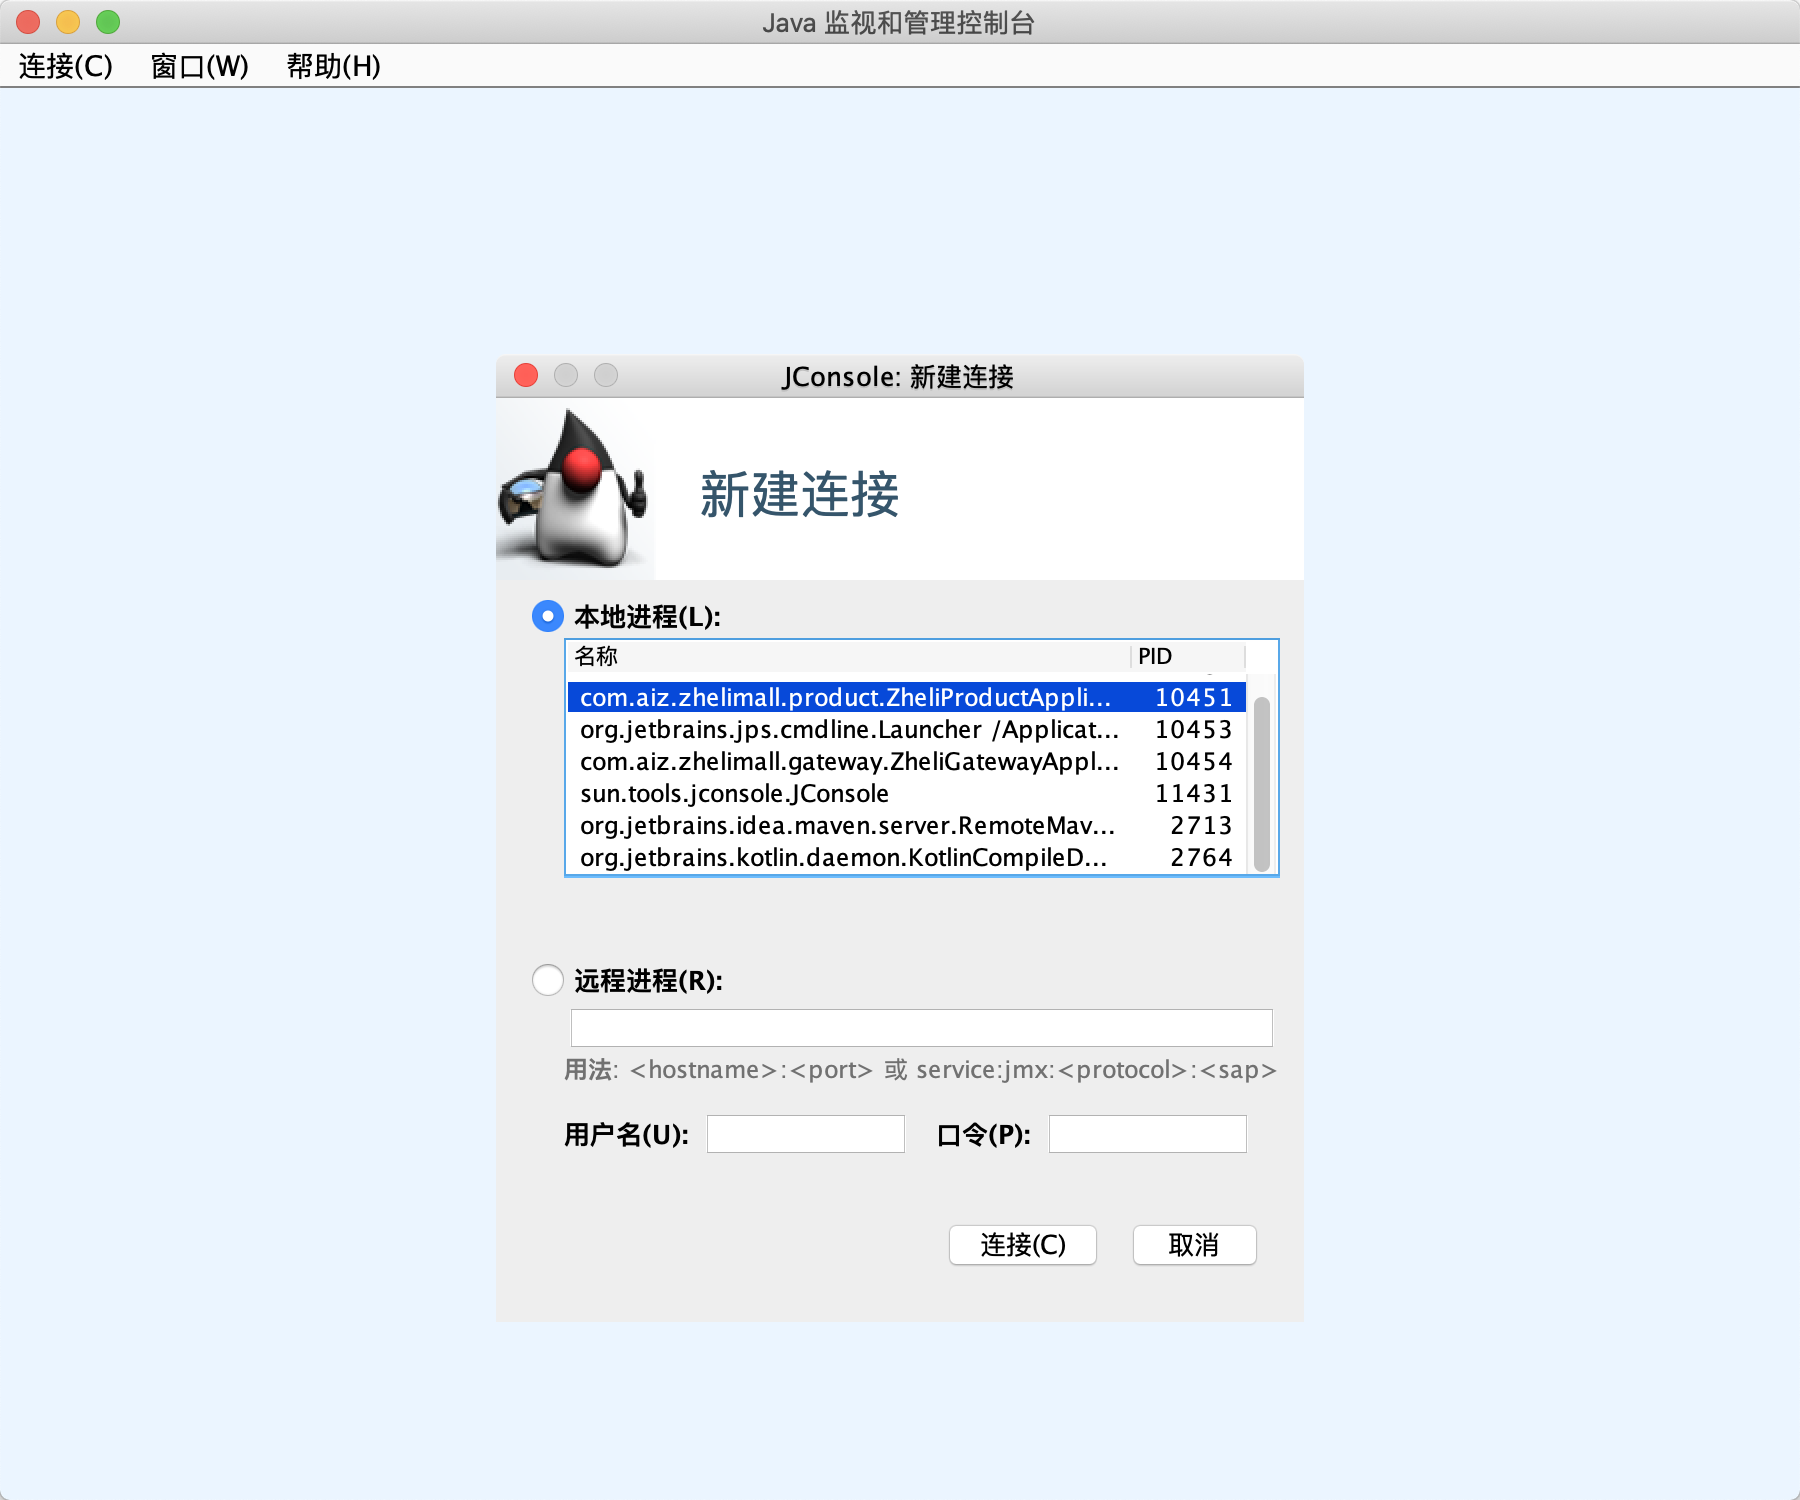 Java 监视和管理控制台
连接(C) 窗口(W) 帮助(H)
JConsole: 新建连接
新建连接
本地进程(L):
名称 PID
com.aiz.zhelimall.product.ZheliProductAppli... 10451
org.jetbrains.jps.cmdline.Launcher /Applicat... 10453
com.aiz.zhelimall.gateway.ZheliGatewayAppl... 10454
sun.tools.jconsole.JConsole 11431
org.jetbrains.idea.maven.server.RemoteMav... 2713
org.jetbrains.kotlin.daemon.KotlinCompileD... 2764
远程进程(R):
用法: <hostname>:<port> 或 service:jmx:<protocol>:<sap>
用户名(U): 口令(P):
连接(C) 取消